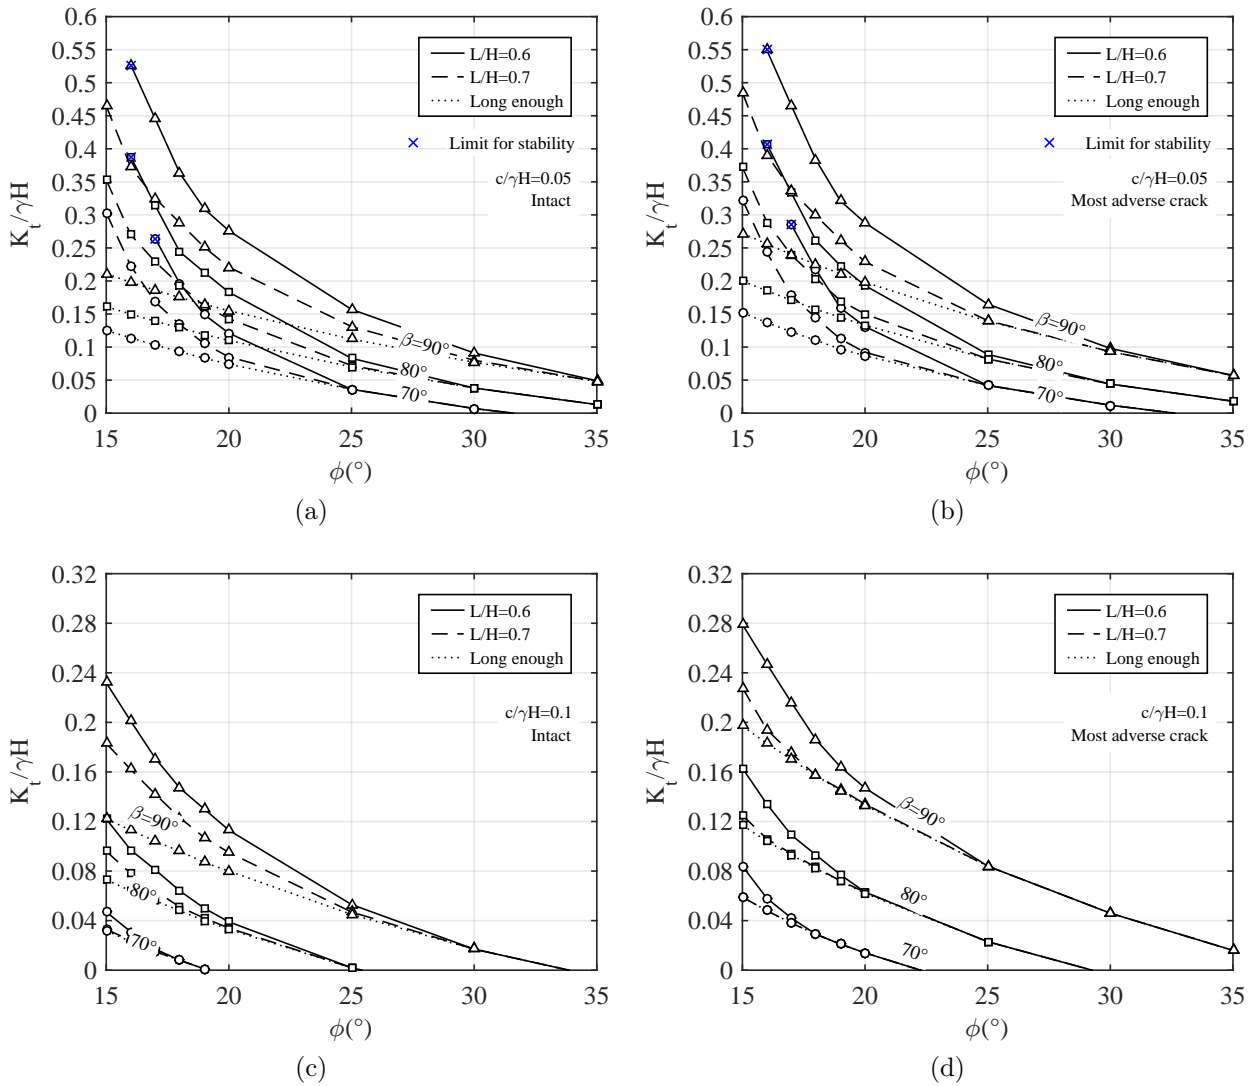 0.6
0.55
0.5
0.45
0.4
0.35
0.3
0.25
0.2
0.15
0.1
0.05
0
K_t/γH
L/H=0.6
L/H=0.7
Long enough
Limit for stability
c/γH=0.05
Intact
β=90°
80°
70°
15 20 25 30 35
ϕ(°)
(a)
0.6
0.55
0.5
0.45
0.4
0.35
0.3
0.25
0.2
0.15
0.1
0.05
0
K_t/γH
L/H=0.6
L/H=0.7
Long enough
Limit for stability
c/γH=0.05
Most adverse crack
β=90°
80°
70°
15 20 25 30 35
ϕ(°)
(b)
0.32
0.28
0.24
0.2
0.16
0.12
0.08
0.04
0
K_t/γH
L/H=0.6
L/H=0.7
Long enough
c/γH=0.1
Intact
β=90°
80°
70°
15 20 25 30 35
ϕ(°)
(c)
0.32
0.28
0.24
0.2
0.16
0.12
0.08
0.04
0
K_t/γH
L/H=0.6
L/H=0.7
Long enough
c/γH=0.1
Most adverse crack
β=90°
80°
70°
15 20 25 30 35
ϕ(°)
(d)